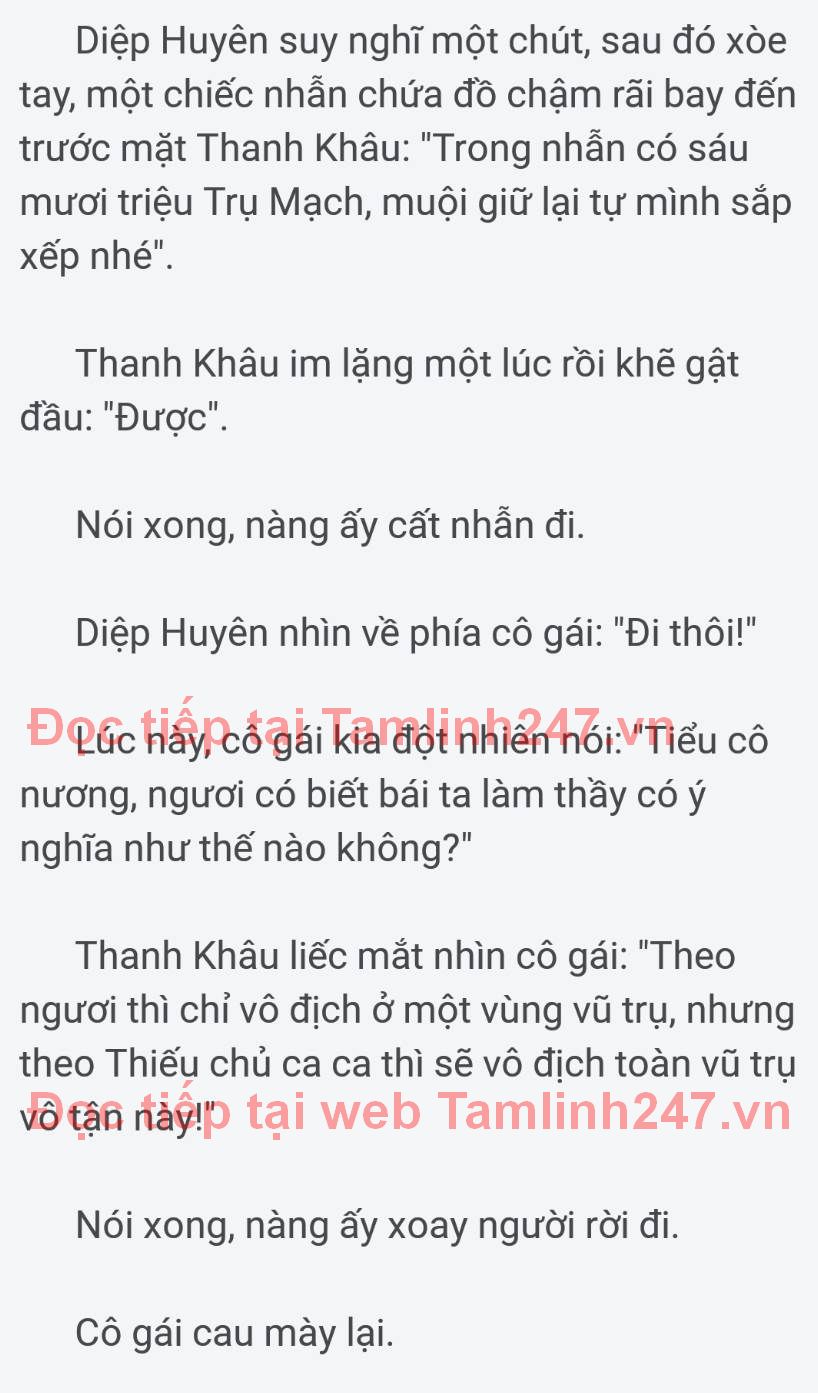 Diệp Huyên suy nghĩ một chút, sau đó xòe
tay, một chiếc nhẫn chứa đồ chậm rãi bay đến
trước mặt Thanh Khâu: "Trong nhẫn có sáu
mươi triệu Trụ Mạch, muội giữ lại tự mình sắp
xếp nhé".
Thanh Khâu im lặng một lúc rồi khẽ gật
đầu: "Được".
Nói xong, nàng ấy cất nhẫn đi.
Diệp Huyên nhìn về phía cô gái: "Đi thôi!"
Đọc tiếp tại Tamlinh247.vn
Lúc này, cô gái kia đột nhiên nói: "Tiểu cô
nương, ngươi có biết bái ta làm thầy có ý
nghĩa như thế nào không?"
Thanh Khâu liếc mắt nhìn cô gái: "Theo
ngươi thì chỉ vô địch ở một vùng vũ trụ, nhưng
theo Thiếu chủ ca ca thì sẽ vô địch toàn vũ trụ
vô tận này!"
Đọc tiếp tại web Tamlinh247.vn
Nói xong, nàng ấy xoay người rời đi.
Cô gái cau mày lại.